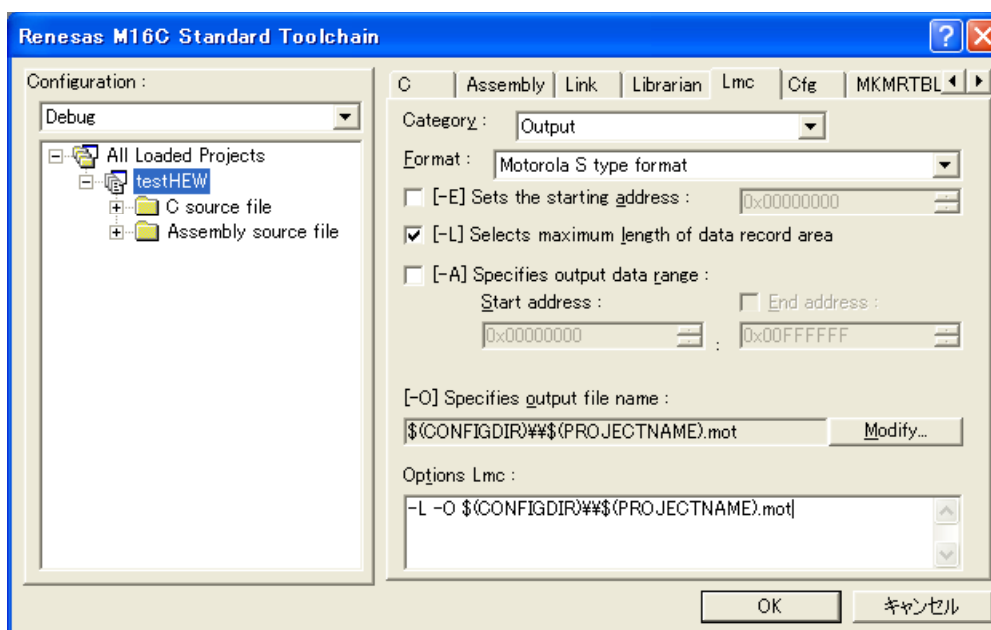 Renesas M16C Standard Toolchain
Configuration :
Debug
All Loaded Projects
testHEW
C source file
Assembly source file
C Assembly Link Librarian Lmc Cfg MKMRTBL
Category : Output
Format : Motorola S type format
[-E] Sets the starting address : 0x00000000
[-L] Selects maximum length of data record area
[-A] Specifies output data range :
Start address : End address :
0x00000000 : 0x00FFFFFF
[-O] Specifies output file name :
$(CONFIGDIR)¥¥$(PROJECTNAME).mot Modify...
Options Lmc :
-L -O $(CONFIGDIR)¥¥$(PROJECTNAME).mot
OK キャンセル